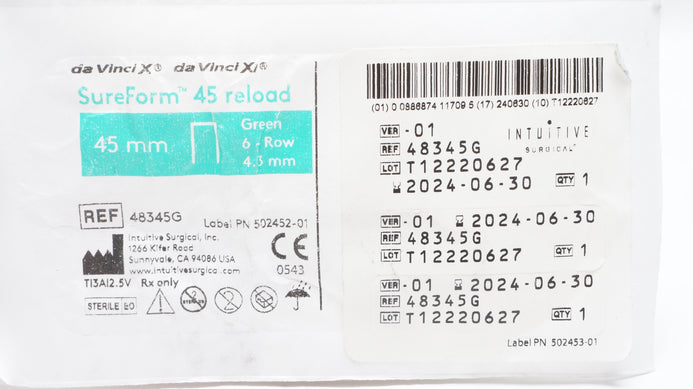 da Vinci X® da Vinci Xi®
SureForm™ 45 reload
45 mm
Green
6 - Row
4.3 mm
REF 48345G
Label PN 502452-01
Intuitive Surgical, Inc.
1266 Kifer Road
Sunnyvale, CA 94086 USA
www.intuitivesurgical.com
CE
0543
Ti3Al2.5V Rx only
STERILE EO
2
(01) 0 0886874 11709 5 (17) 240630 (10) T12220627
VER -01
INTUITIVE
SURGICAL®
REF 48345G
LOT T12220627
2024-06-30 QTY 1
VER -01 2024-06-30
REF 48345G
LOT T12220627 QTY 1
VER -01 2024-06-30
REF 48345G
LOT T12220627 QTY 1
Label PN 502453-01